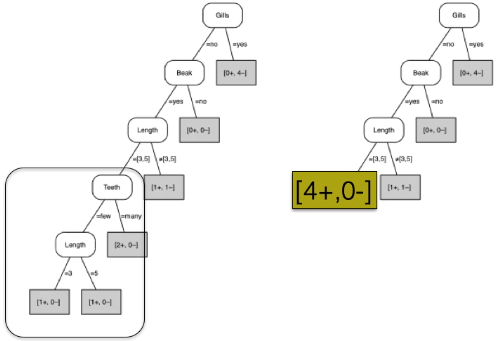 Gills
=no
=yes
Beak
[0+, 4−]
=yes
=no
Length
[0+, 0−]
=[3,5]
≠[3,5]
Teeth
[1+, 1−]
=few
=many
Length
[2+, 0−]
=3
=5
[1+, 0−]
[1+, 0−]
Gills
=no
=yes
Beak
[0+, 4−]
=yes
=no
Length
[0+, 0−]
=[3,5]
≠[3,5]
[4+,0-]
[1+, 1−]